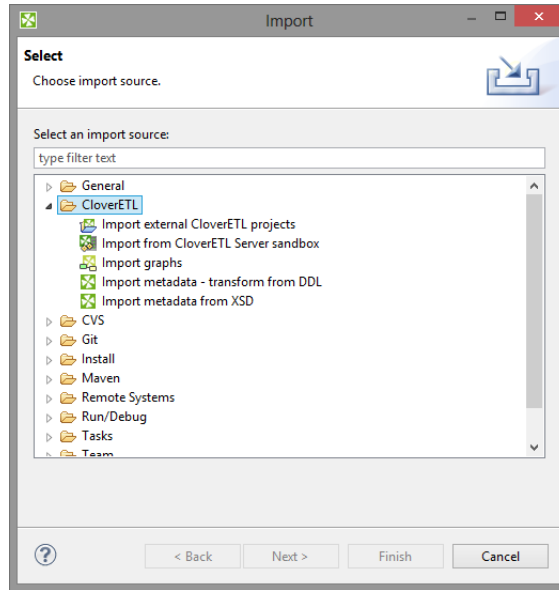 Import
Select
Choose import source.
Select an import source:
type filter text
General
CloverETL
Import external CloverETL projects
Import from CloverETL Server sandbox
Import graphs
Import metadata - transform from DDL
Import metadata from XSD
CVS
Git
Install
Maven
Remote Systems
Run/Debug
Tasks
Team
?
< Back Next > Finish Cancel